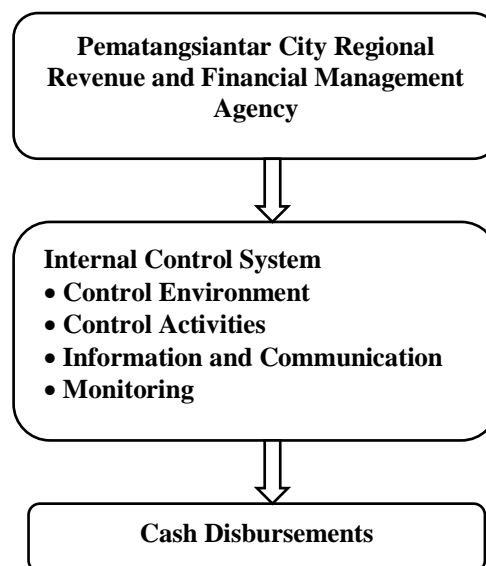 Pematangsiantar City Regional
Revenue and Financial Management
Agency
Internal Control System
• Control Environment
• Control Activities
• Information and Communication
• Monitoring
Cash Disbursements